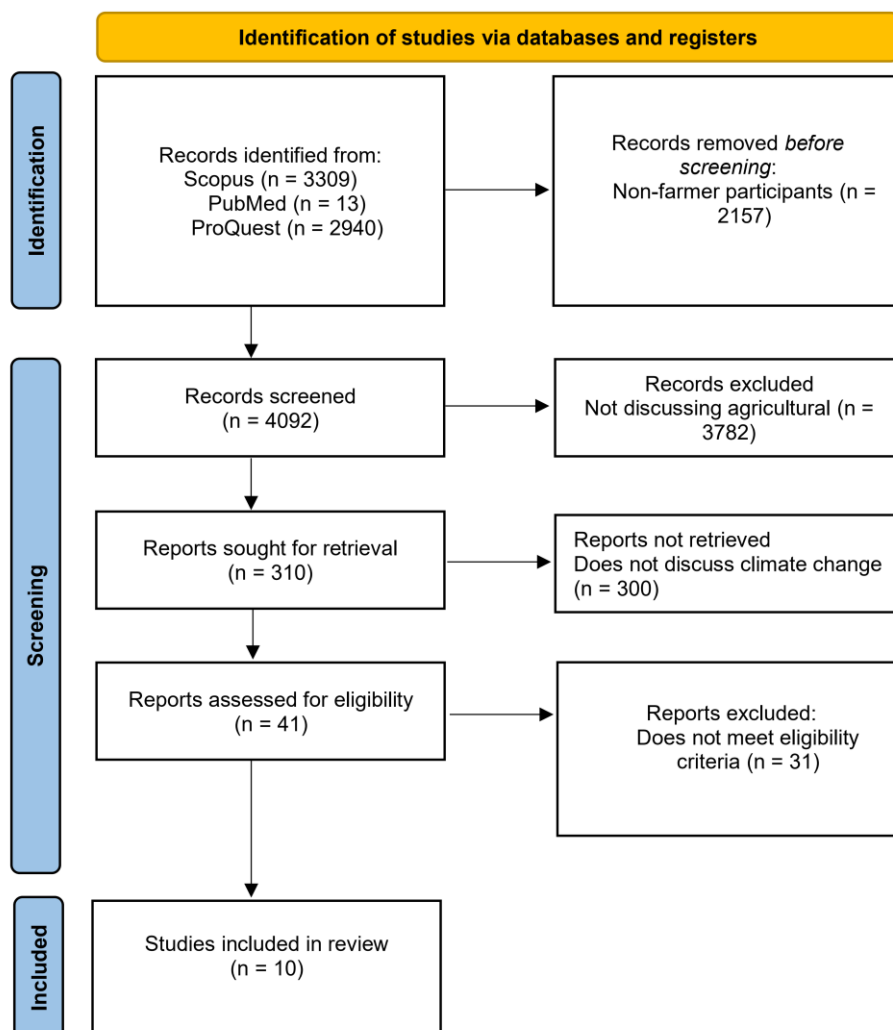 Identification of studies via databases and registers
Identification
Records identified from:
Scopus (n = 3309)
PubMed (n = 13)
ProQuest (n = 2940)
Records removed before
screening:
Non-farmer participants (n =
2157)
Screening
Records screened
(n = 4092)
Records excluded
Not discussing agricultural (n =
3782)
Reports sought for retrieval
(n = 310)
Reports not retrieved
Does not discuss climate change
(n = 300)
Reports assessed for eligibility
(n = 41)
Reports excluded:
Does not meet eligibility
criteria (n = 31)
Included
Studies included in review
(n = 10)